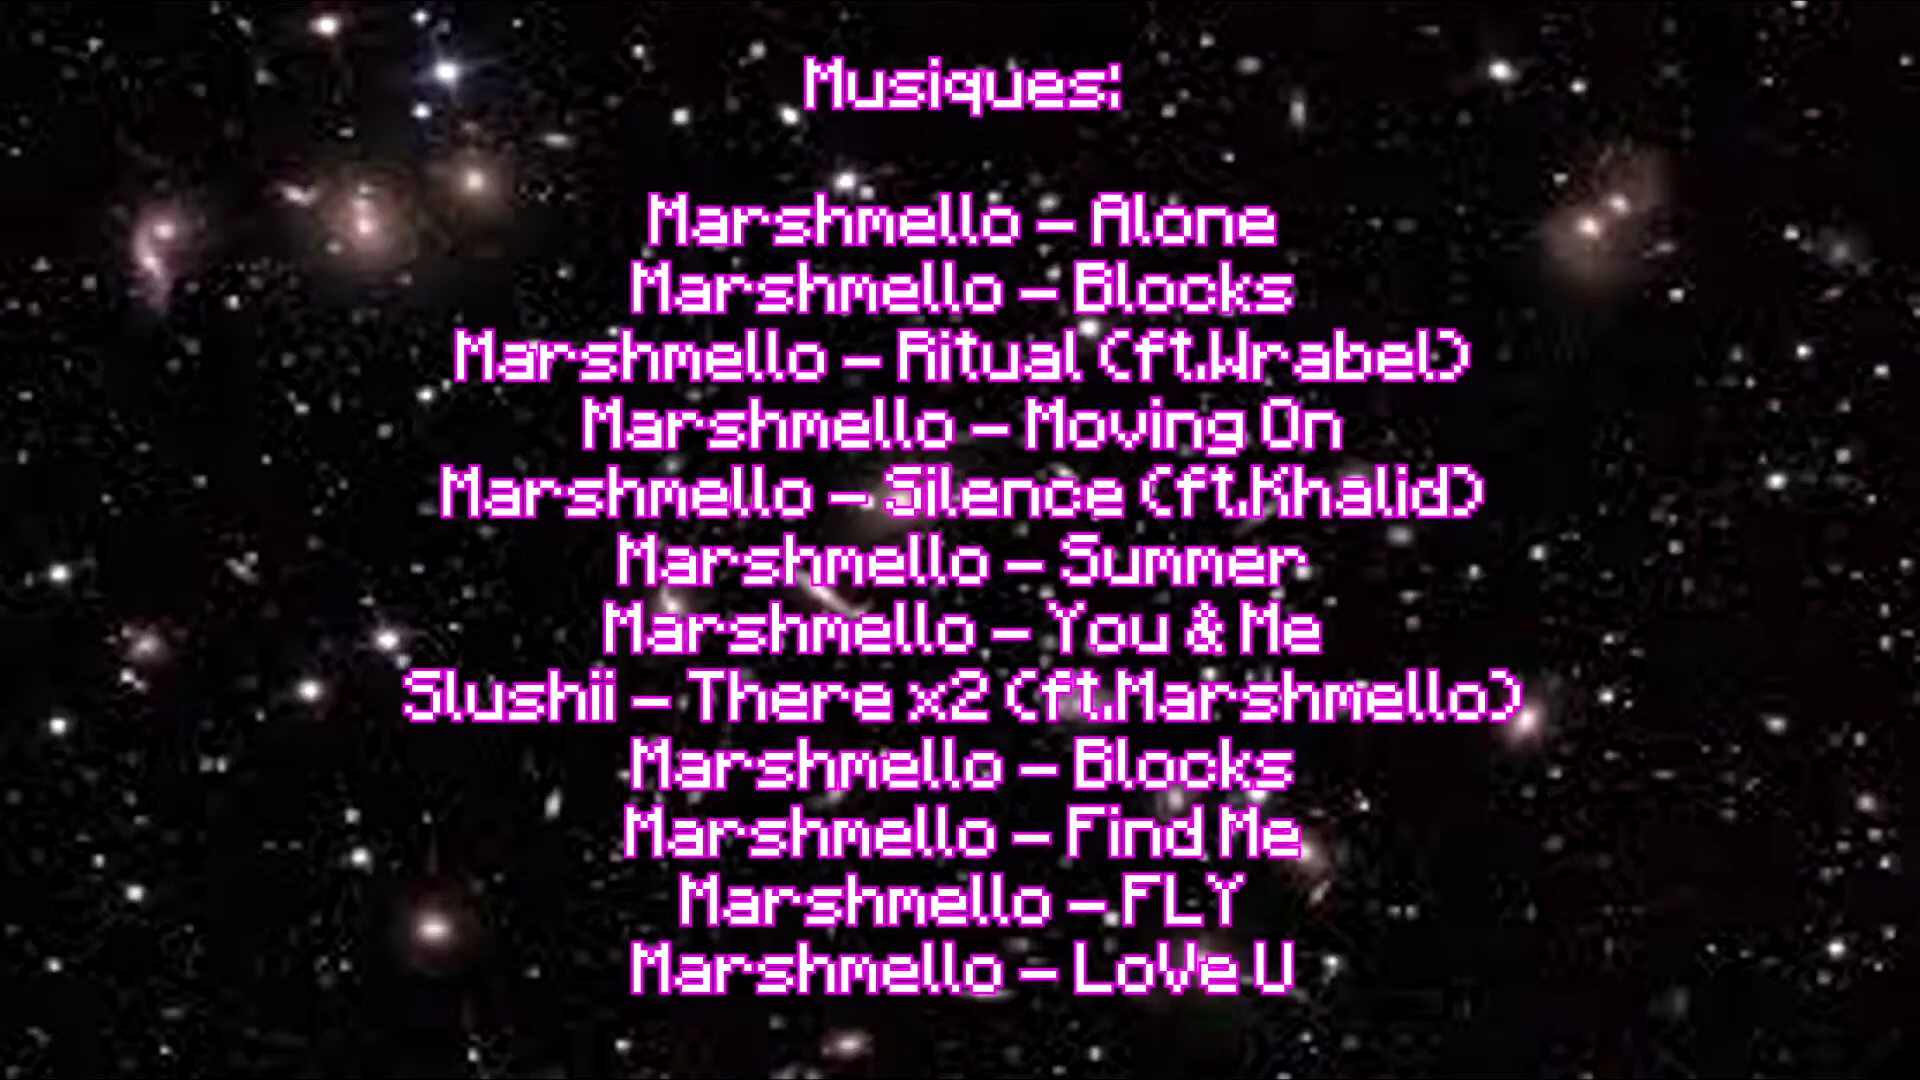 Musiques:
Marshmello - Alone
Marshmello - Blocks
Marshmello - Ritual (ft.Wrabel)
Marshmello - Moving On
Marshmello - Silence (ft.Khalid)
Marshmello - Summer
Marshmello - You & Me
Slushii - There x2 (ft.Marshmello)
Marshmello - Blocks
Marshmello - Find Me
Marshmello - FLY
Marshmello - LoVe U